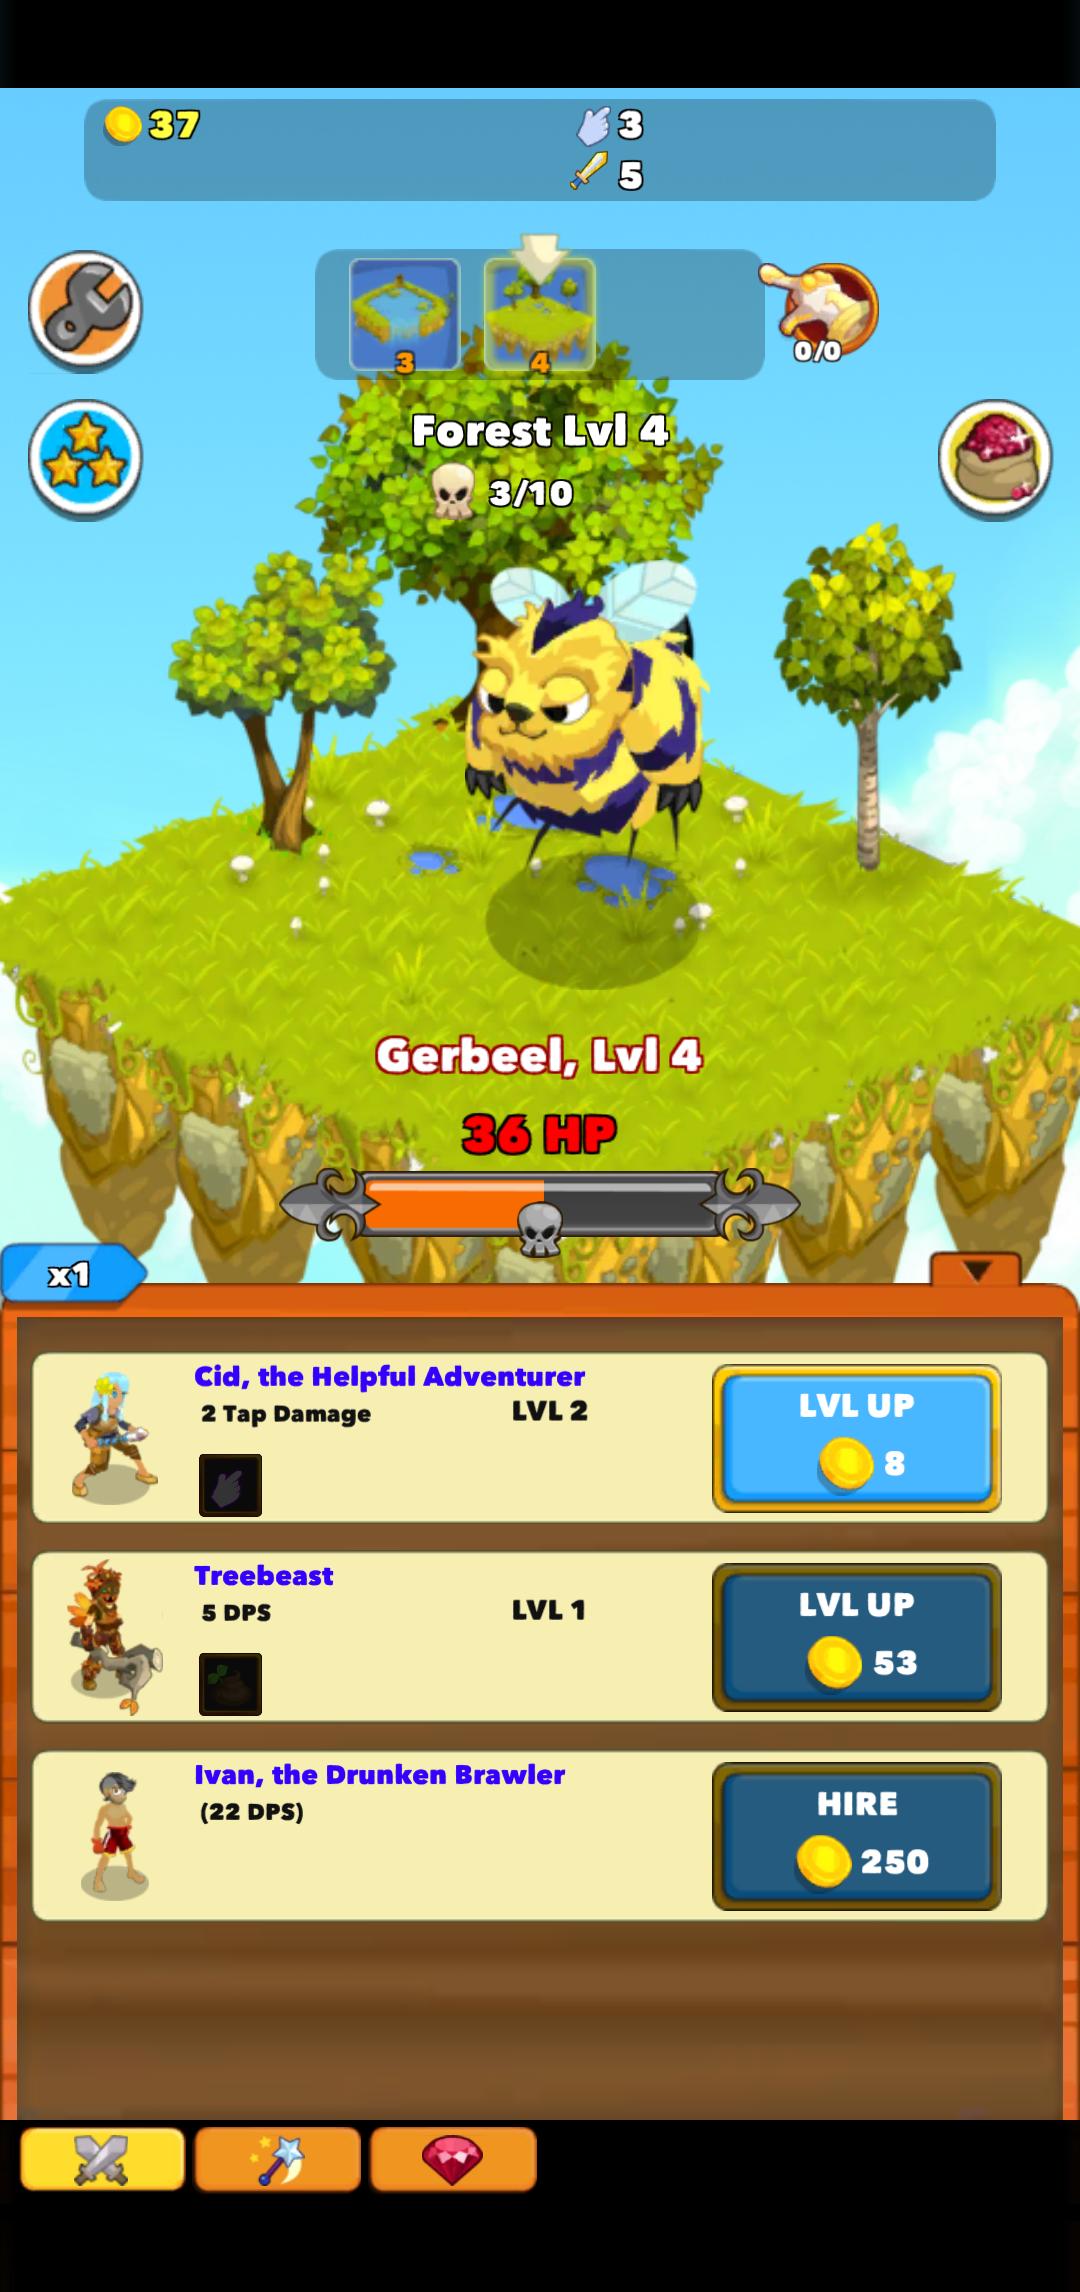 37
3
5
3
4
0/0
Forest Lvl 4
3/10
Gerbeel, Lvl 4
36 HP
x1
Cid, the Helpful Adventurer
2 Tap Damage
LVL 2
LVL UP
8
Treebeast
5 DPS
LVL 1
LVL UP
53
Ivan, the Drunken Brawler
(22 DPS)
HIRE
250